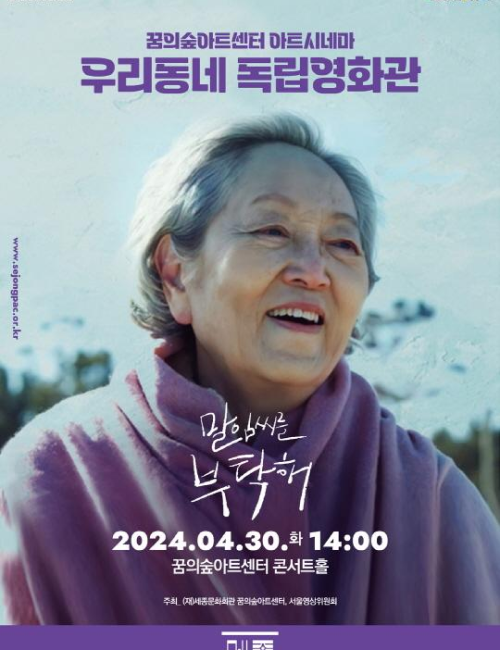 꿈의숲아트센터 아트시네마
우리동네 독립영화관
www.sejongpac.or.kr
말임씨를
부탁해
2024.04.30.화 14:00
꿈의숲아트센터 콘서트홀
주최_ (재)세종문화회관 꿈의숲아트센터, 서울영상위원회